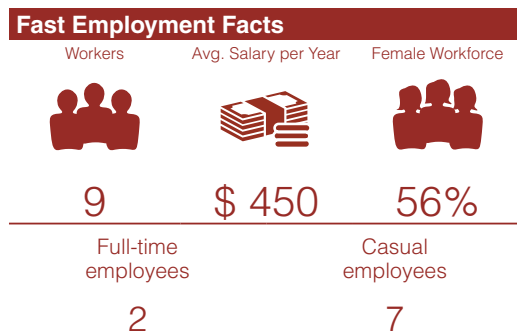 Fast Employment Facts
Workers Avg. Salary per Year Female Workforce
9 $ 450 56%
Full-time Casual
employees employees
2 7